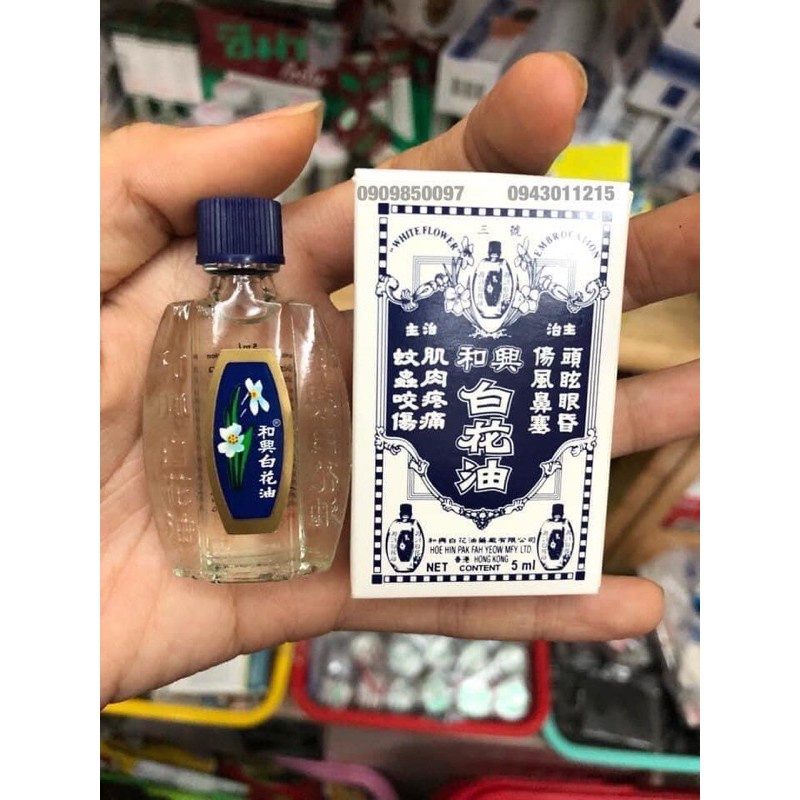 ซีม่า
0909850097 0943011215
WHITE FLOWER EMBROCATION
三號
主治 主治
頭眩眼昏
傷風鼻塞
和興
白花油
肌肉疼痛
蚊蟲咬傷
和興白花油藥廠有限公司
HOE HIN PAK FAH YEOW MFY LTD.
香港 HONG KONG
NET CONTENT 5 ml
和興白花油®